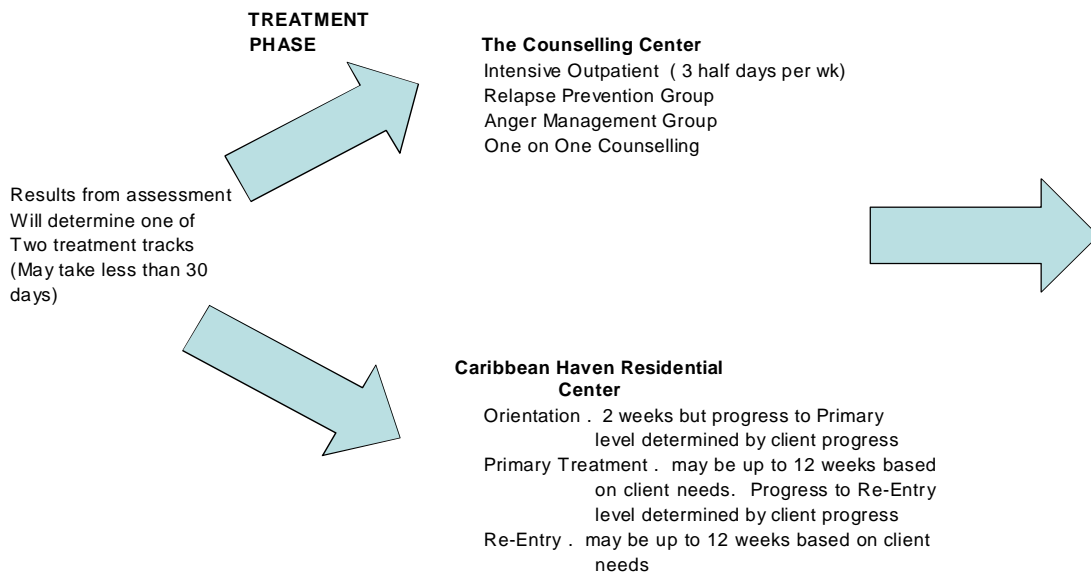 TREATMENT
PHASE
The Counselling Center
Intensive Outpatient ( 3 half days per wk)
Relapse Prevention Group
Anger Management Group
One on One Counselling
Results from assessment
Will determine one of
Two treatment tracks
(May take less than 30
days)
Caribbean Haven Residential
Center
Orientation . 2 weeks but progress to Primary
level determined by client progress
Primary Treatment . may be up to 12 weeks based
on client needs. Progress to Re-Entry
level determined by client progress
Re-Entry . may be up to 12 weeks based on client
needs